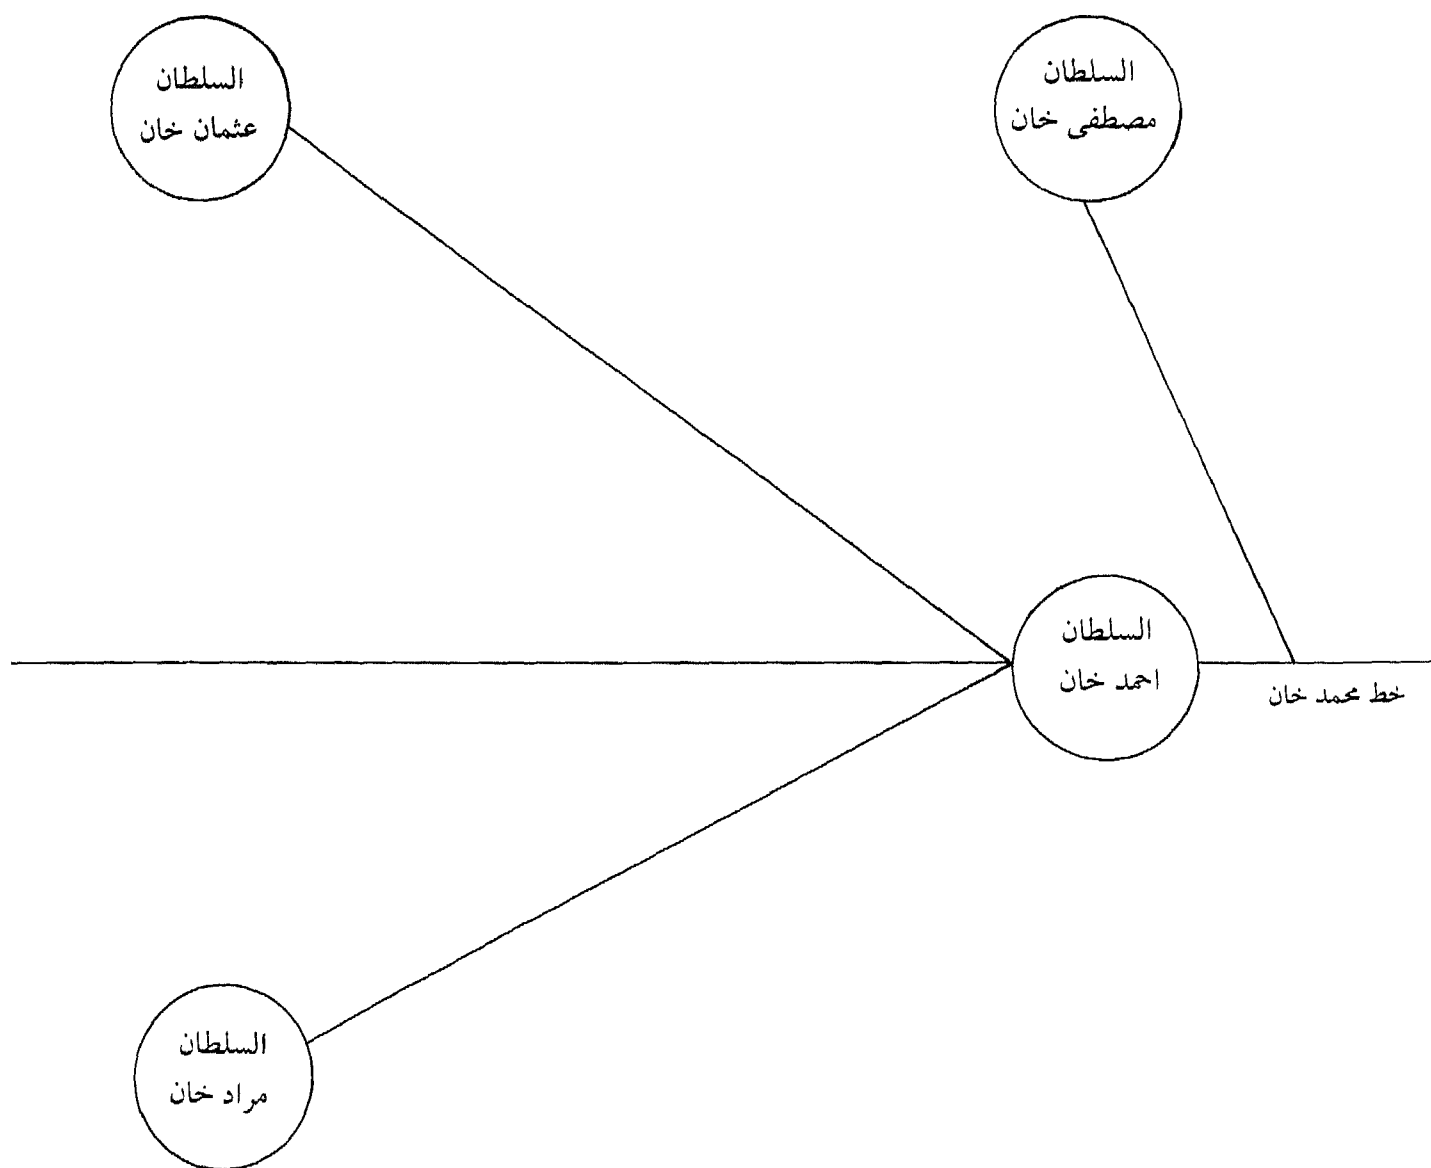 السلطان
مصطفى خان
السلطان
عثمان خان
السلطان
احمد خان
خط محمد خان
السلطان
مراد خان